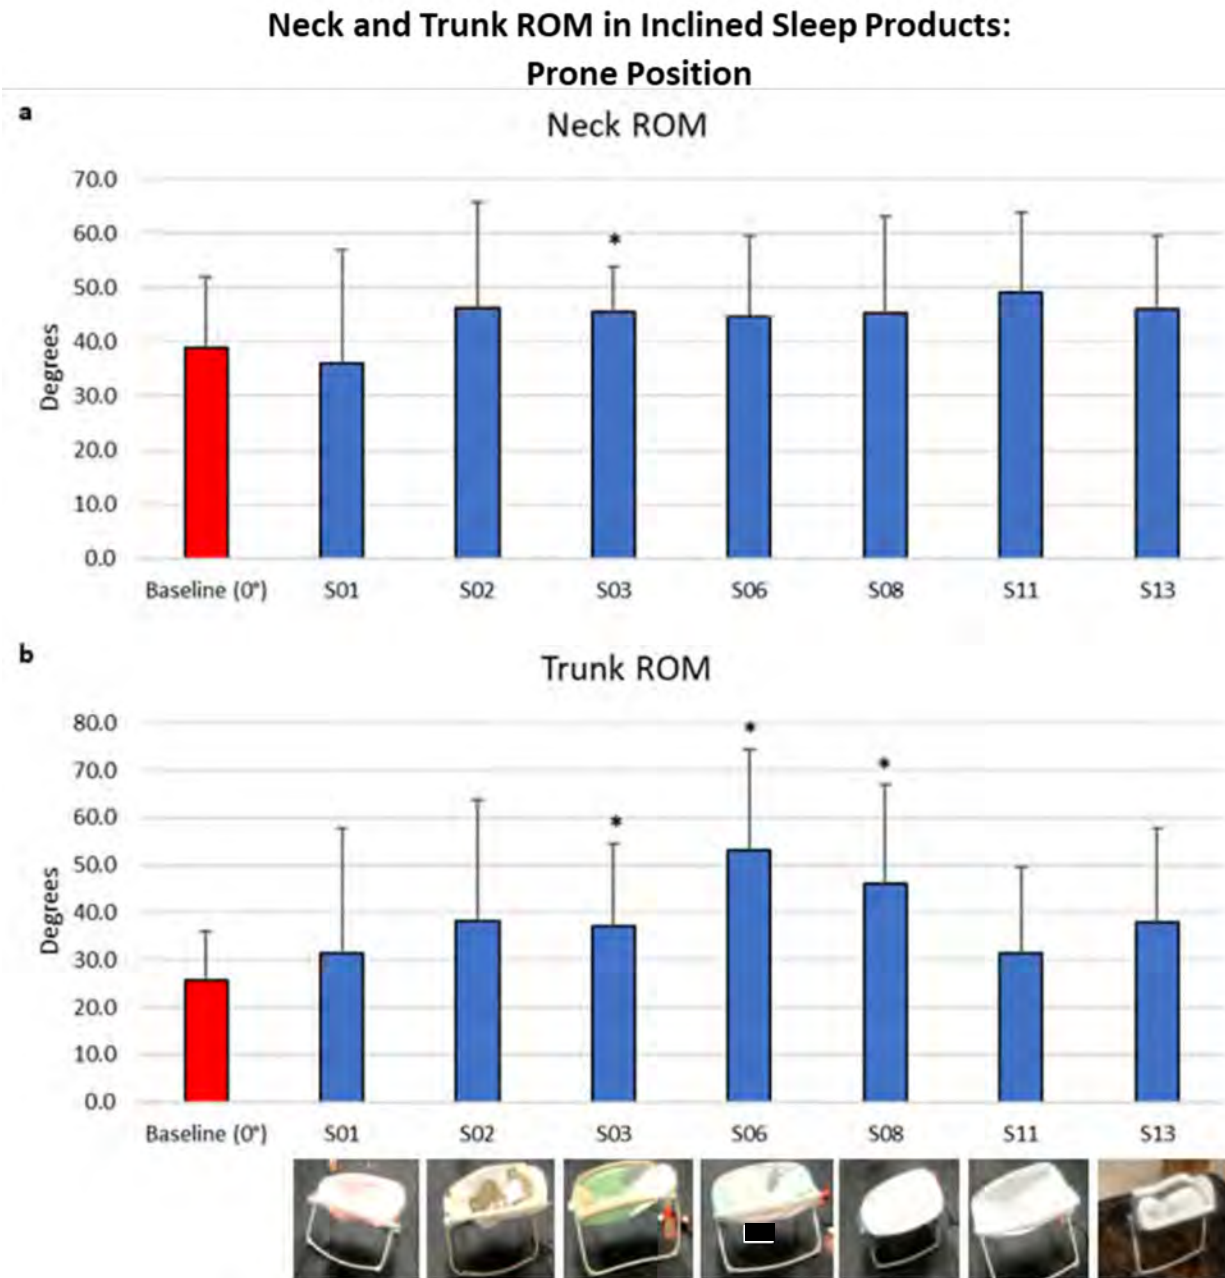 Neck and Trunk ROM in Inclined Sleep Products:
Prone Position
a
Neck ROM
70.0
60.0
50.0
40.0
30.0
20.0
10.0
0.0
Degrees
*
Baseline (0°) S01 S02 S03 S06 S08 S11 S13
b
Trunk ROM
80.0
70.0
60.0
50.0
40.0
30.0
20.0
10.0
0.0
Degrees
* * *
Baseline (0°) S01 S02 S03 S06 S08 S11 S13